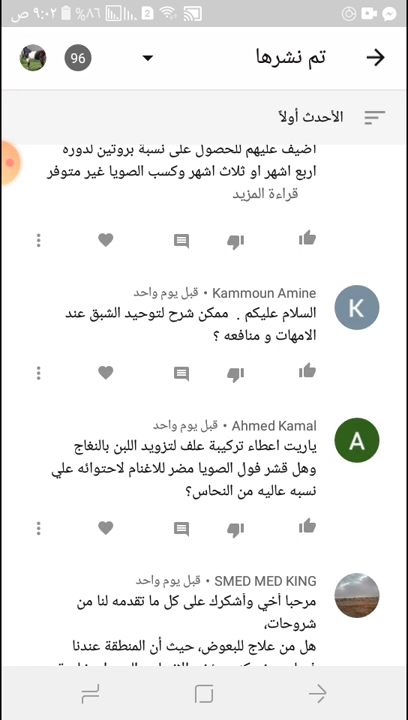 ٩:٠٢ ص
٨٦%
2
تم نشرها
96
الأحدث أولاً
اضيف عليهم للحصول على نسبة بروتين لدوره
اربع اشهر او ثلاث اشهر وكسب الصويا غير متوفر
قراءة المزيد
Kammoun Amine • قبل يوم واحد
K
السلام عليكم . ممكن شرح لتوحيد الشبق عند
الامهات و منافعه ؟
Ahmed Kamal • قبل يوم واحد
A
ياريت اعطاء تركيبة علف لتزويد اللبن بالنغاج
وهل قشر فول الصويا مضر للاغنام لاحتوائه علي
نسبه عاليه من النحاس؟
SMED MED KING • قبل يوم واحد
مرحبا أخي وأشكرك على كل ما تقدمه لنا من
شروحات،
هل من علاج للبعوض، حيث أن المنطقة عندنا